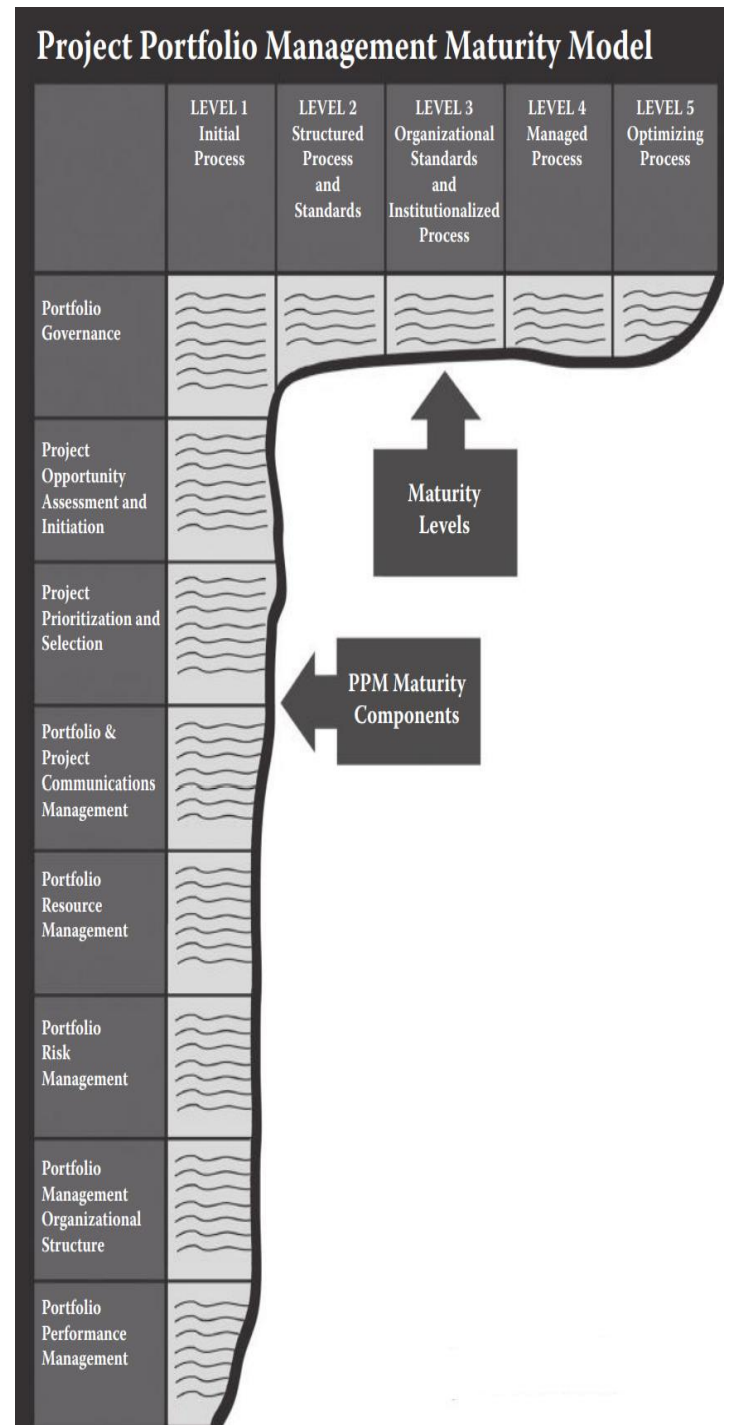 Project Portfolio Management Maturity Model
LEVEL 1
Initial
Process
LEVEL 2
Structured
Process
and
Standards
LEVEL 3
Organizational
Standards
and
Institutionalized
Process
LEVEL 4
Managed
Process
LEVEL 5
Optimizing
Process
Portfolio
Governance
Project
Opportunity
Assessment and
Initiation
Maturity
Levels
Project
Prioritization and
Selection
PPM Maturity
Components
Portfolio &
Project
Communications
Management
Portfolio
Resource
Management
Portfolio
Risk
Management
Portfolio
Management
Organizational
Structure
Portfolio
Performance
Management